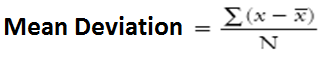 Mean Deviation = ∑(x − x̅) / N